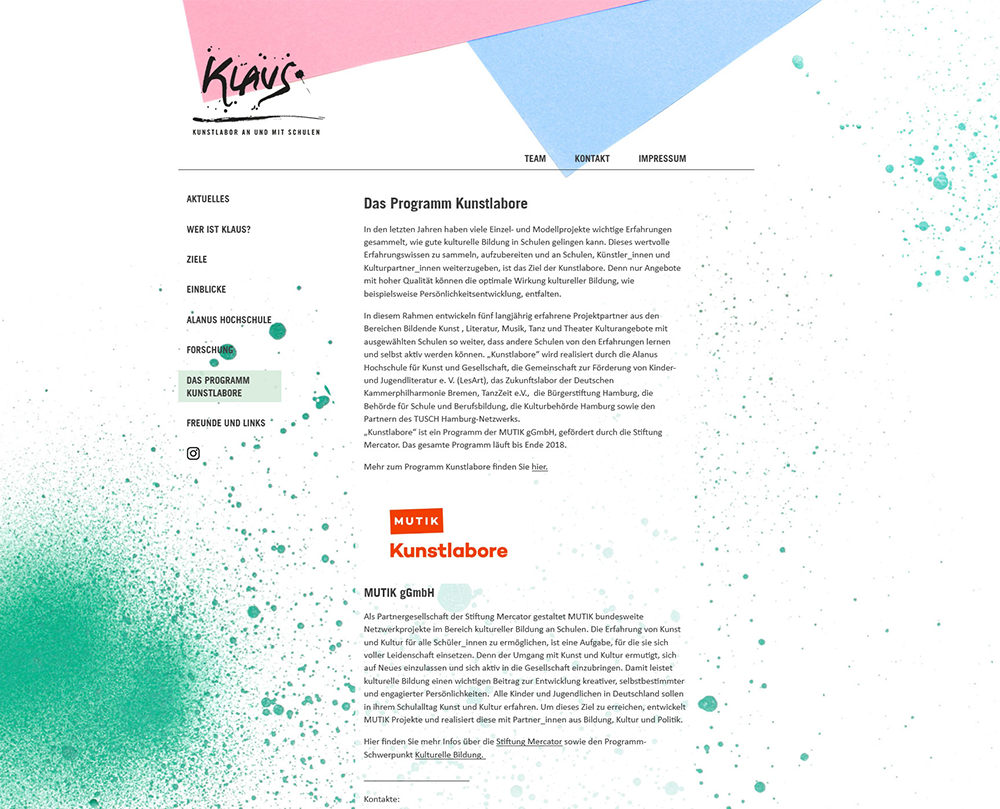 KLAUS
KUNSTLABOR AN UND MIT SCHULEN
TEAM KONTAKT IMPRESSUM
AKTUELLES
WER IST KLAUS?
ZIELE
EINBLICKE
ALANUS HOCHSCHULE
FORSCHUNG
DAS PROGRAMM
KUNSTLABORE
FREUNDE UND LINKS
Das Programm Kunstlabore
In den letzten Jahren haben viele Einzel- und Modellprojekte wichtige Erfahrungen
gesammelt, wie gute kulturelle Bildung in Schulen gelingen kann. Dieses wertvolle
Erfahrungswissen zu sammeln, aufzubereiten und an Schulen, Künstler_innen und
Kulturpartner_innen weiterzugeben, ist das Ziel der Kunstlabore. Denn nur Angebote
mit hoher Qualität können die optimale Wirkung kultureller Bildung, wie
beispielsweise Persönlichkeitsentwicklung, entfalten.
In diesem Rahmen entwickeln fünf langjährig erfahrene Projektpartner aus den
Bereichen Bildende Kunst , Literatur, Musik, Tanz und Theater Kulturangebote mit
ausgewählten Schulen so weiter, dass andere Schulen von den Erfahrungen lernen
und selbst aktiv werden können. „Kunstlabore“ wird realisiert durch die Alanus
Hochschule für Kunst und Gesellschaft, die Gemeinschaft zur Förderung von Kinder-
und Jugendliteratur e. V. (LesArt), das Zukunftslabor der Deutschen
Kammerphilharmonie Bremen, TanzZeit e.V., die Bürgerstiftung Hamburg, die
Behörde für Schule und Berufsbildung, die Kulturbehörde Hamburg sowie den
Partnern des TUSCH Hamburg-Netzwerks.
„Kunstlabore“ ist ein Programm der MUTIK gGmbH, gefördert durch die Stiftung
Mercator. Das gesamte Programm läuft bis Ende 2018.
Mehr zum Programm Kunstlabore finden Sie hier.
MUTIK
Kunstlabore
MUTIK gGmbH
Als Partnergesellschaft der Stiftung Mercator gestaltet MUTIK bundesweite
Netzwerkprojekte im Bereich kultureller Bildung an Schulen. Die Erfahrung von Kunst
und Kultur für alle Schüler_innen zu ermöglichen, ist eine Aufgabe, für die sie sich
voller Leidenschaft einsetzen. Denn der Umgang mit Kunst und Kultur ermutigt, sich
auf Neues einzulassen und sich aktiv in die Gesellschaft einzubringen. Damit leistet
kulturelle Bildung einen wichtigen Beitrag zur Entwicklung kreativer, selbstbestimmter
und engagierter Persönlichkeiten. Alle Kinder und Jugendlichen in Deutschland sollen
in ihrem Schulalltag Kunst und Kultur erfahren. Um dieses Ziel zu erreichen, entwickelt
MUTIK Projekte und realisiert diese mit Partner_innen aus Bildung, Kultur und Politik.
Hier finden Sie mehr Infos über die Stiftung Mercator sowie den Programm-
Schwerpunkt Kulturelle Bildung.
Kontakte: